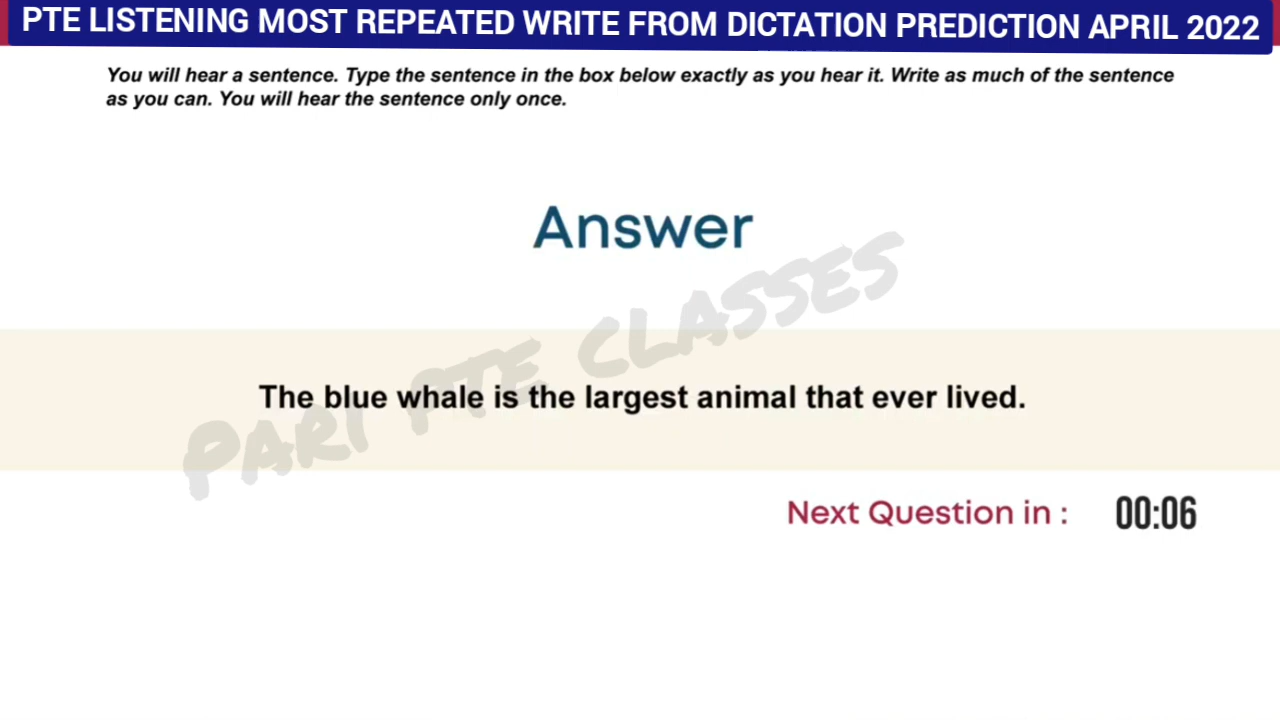 PTE LISTENING MOST REPEATED WRITE FROM DICTATION PREDICTION APRIL 2022
You will hear a sentence. Type the sentence in the box below exactly as you hear it. Write as much of the sentence
as you can. You will hear the sentence only once.
Answer
PARI PTE CLASSES
The blue whale is the largest animal that ever lived.
Next Question in : 00:06